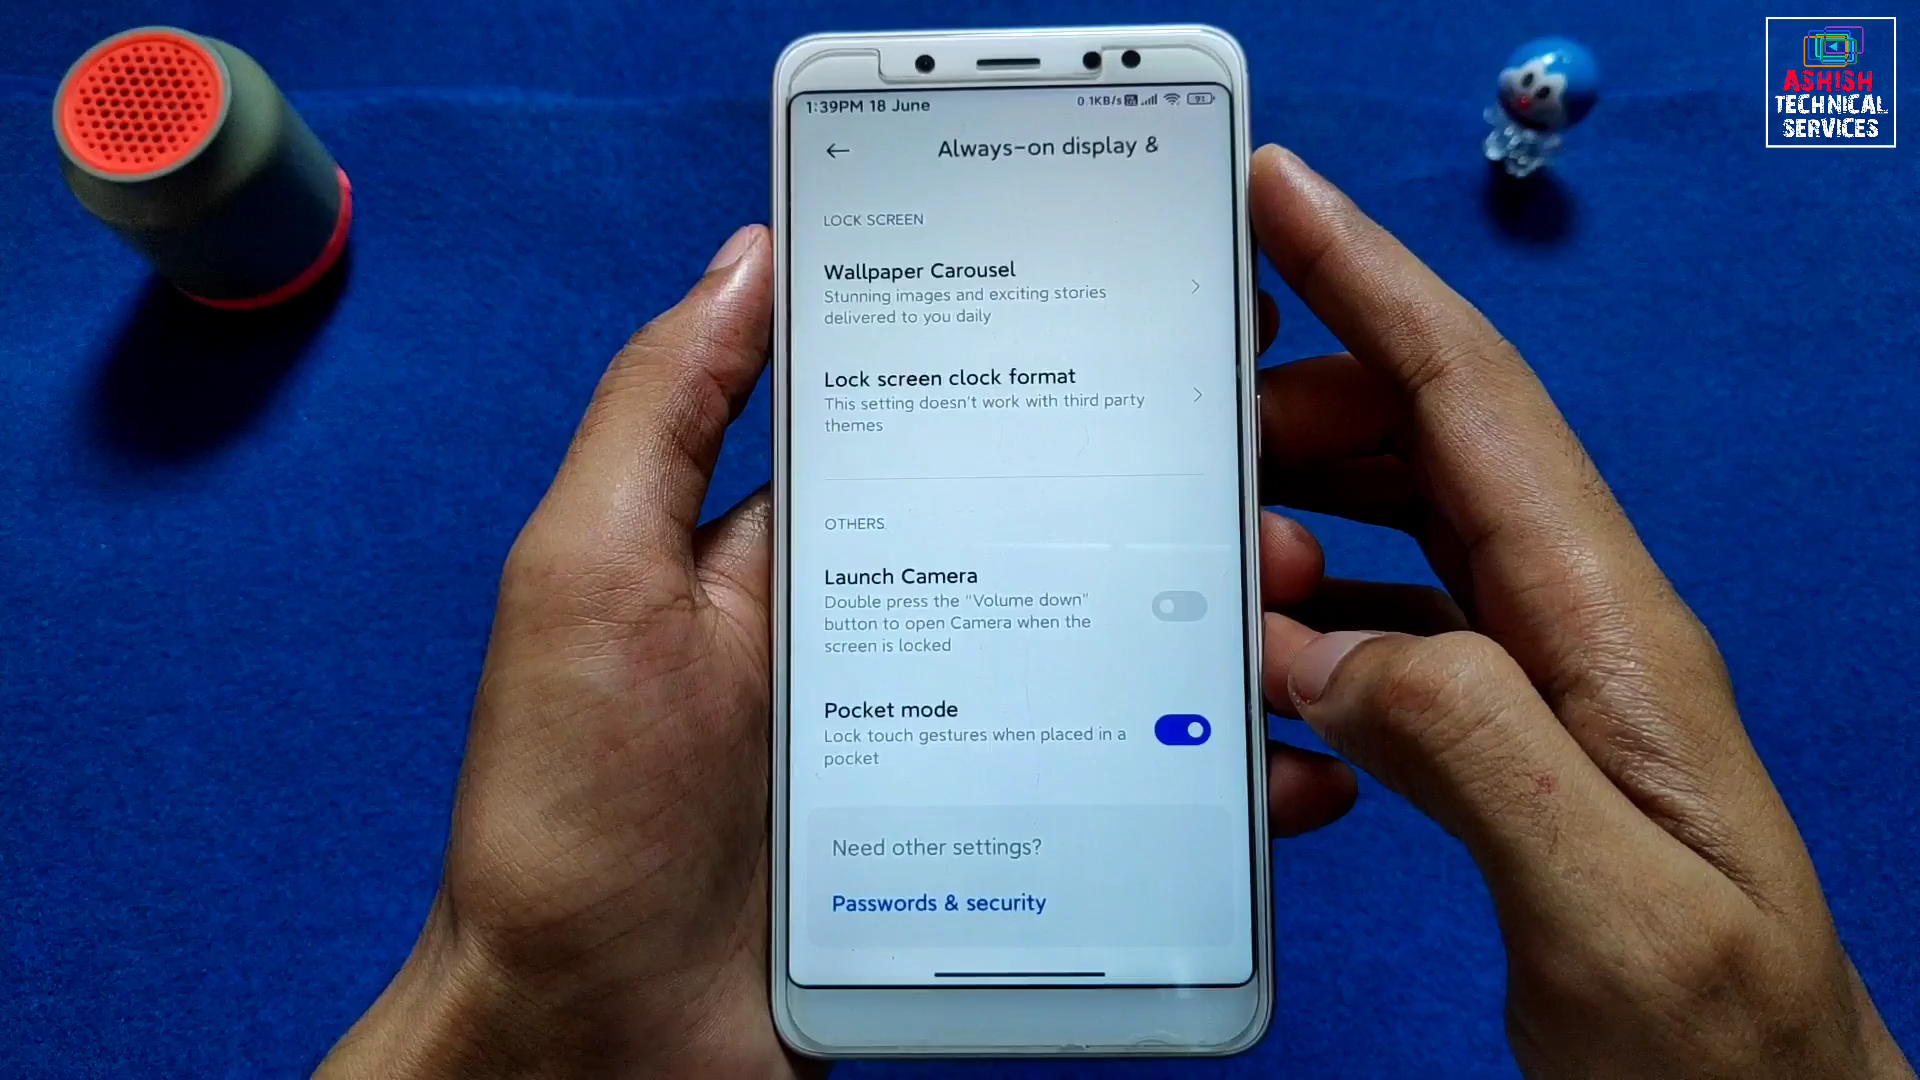 ASHISH
TECHNICAL
SERVICES
1:39PM 18 June
0.1KB/s
91
Always-on display &
LOCK SCREEN
Wallpaper Carousel
Stunning images and exciting stories
delivered to you daily
Lock screen clock format
This setting doesn't work with third party
themes
OTHERS
Launch Camera
Double press the "Volume down"
button to open Camera when the
screen is locked
Pocket mode
Lock touch gestures when placed in a
pocket
Need other settings?
Passwords & security